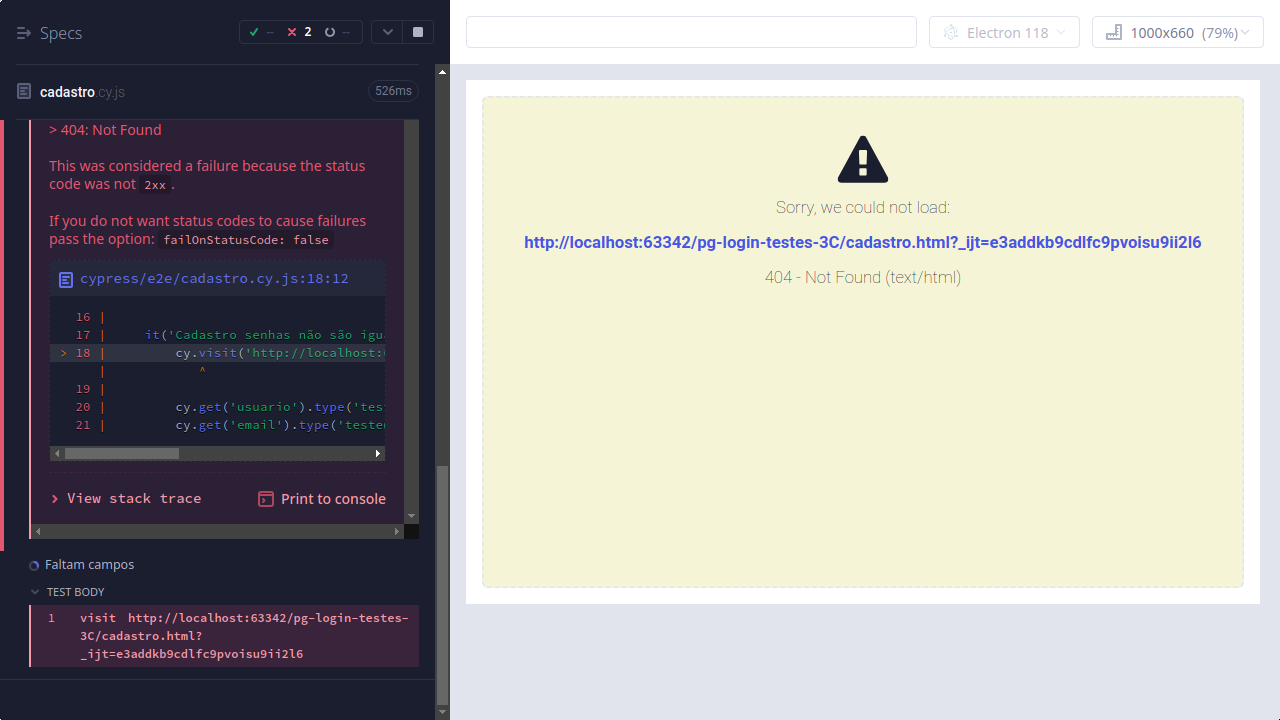 Specs
-- 2 --
Electron 118
1000x660 (79%)
cadastro.cy.js
526ms
> 404: Not Found
This was considered a failure because the status
code was not 2xx.
If you do not want status codes to cause failures
pass the option: failOnStatusCode: false
cypress/e2e/cadastro.cy.js:18:12
16 |
17 | it('Cadastro senhas não são igu
> 18 | cy.visit('http://localhost:
| ^
19 |
20 | cy.get('usuario').type('tes
21 | cy.get('email').type('teste
View stack trace
Print to console
Faltam campos
TEST BODY
1 visit http://localhost:63342/pg-login-testes-
3C/cadastro.html?
_ijt=e3addkb9cdlfc9pvoisu9ii2l6
Sorry, we could not load:
http://localhost:63342/pg-login-testes-3C/cadastro.html?_ijt=e3addkb9cdlfc9pvoisu9ii2l6
404 - Not Found (text/html)